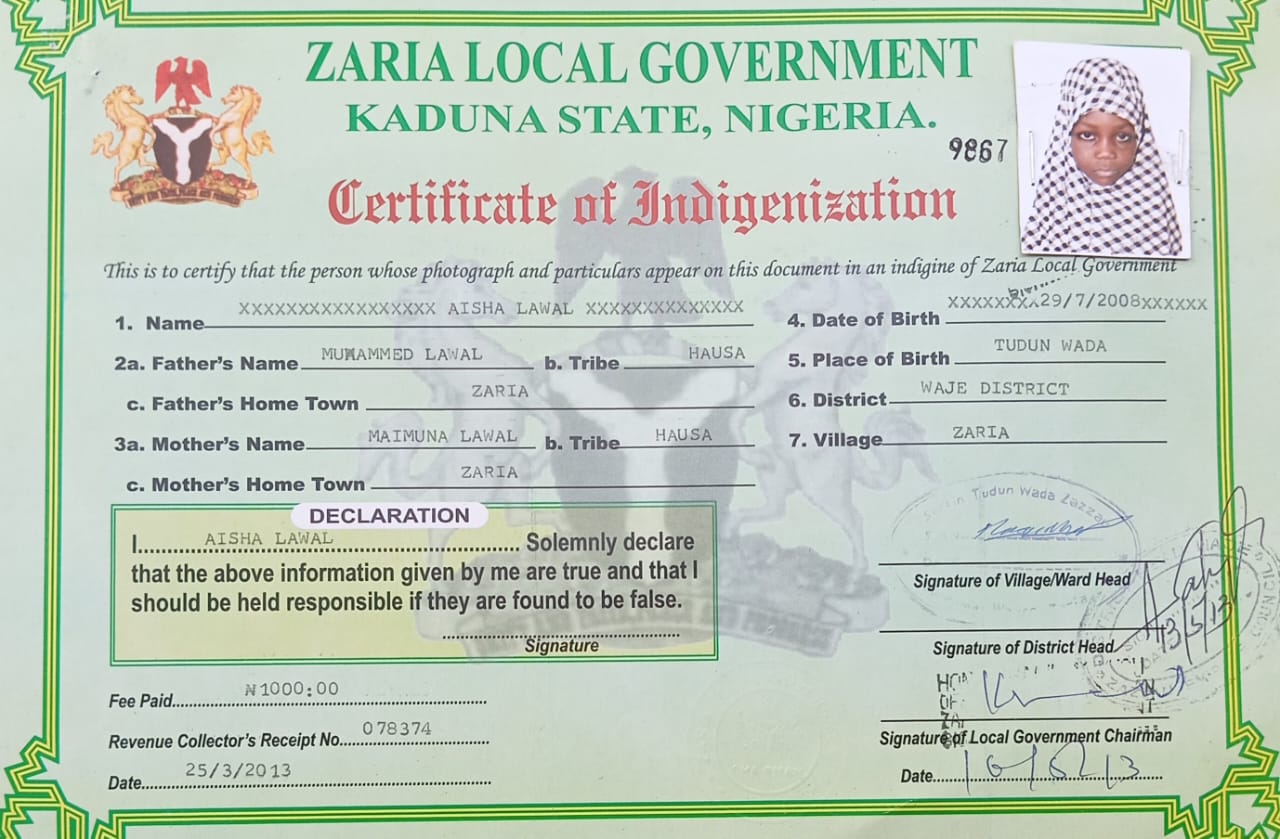 ZARIA LOCAL GOVERNMENT
KADUNA STATE, NIGERIA.
9867
Certificate of Indigenization
This is to certify that the person whose photograph and particulars appear on this document in an indigine of Zaria Local Government
1. Name XXXXXXXXXXXXXXXXX AISHA LAWAL XXXXXXXXXXXXXX
2a. Father's Name MUHAMMED LAWAL b. Tribe HAUSA
c. Father's Home Town ZARIA
3a. Mother's Name MAIMUNA LAWAL b. Tribe HAUSA
c. Mother's Home Town ZARIA
4. Date of Birth XXXXXXXX29/7/2008XXXXXX
5. Place of Birth TUDUN WADA
6. District WAJE DISTRICT
7. Village ZARIA
DECLARATION
I AISHA LAWAL Solemnly declare
that the above information given by me are true and that I
should be held responsible if they are found to be false.
Signature
Fee Paid ₦1000:00
Revenue Collector's Receipt No. 078374
Date 25/3/2013
Tudun Wada Zazzau
Signature of Village/Ward Head
13/5/13
Signature of District Head
Signature of Local Government Chairman
Date